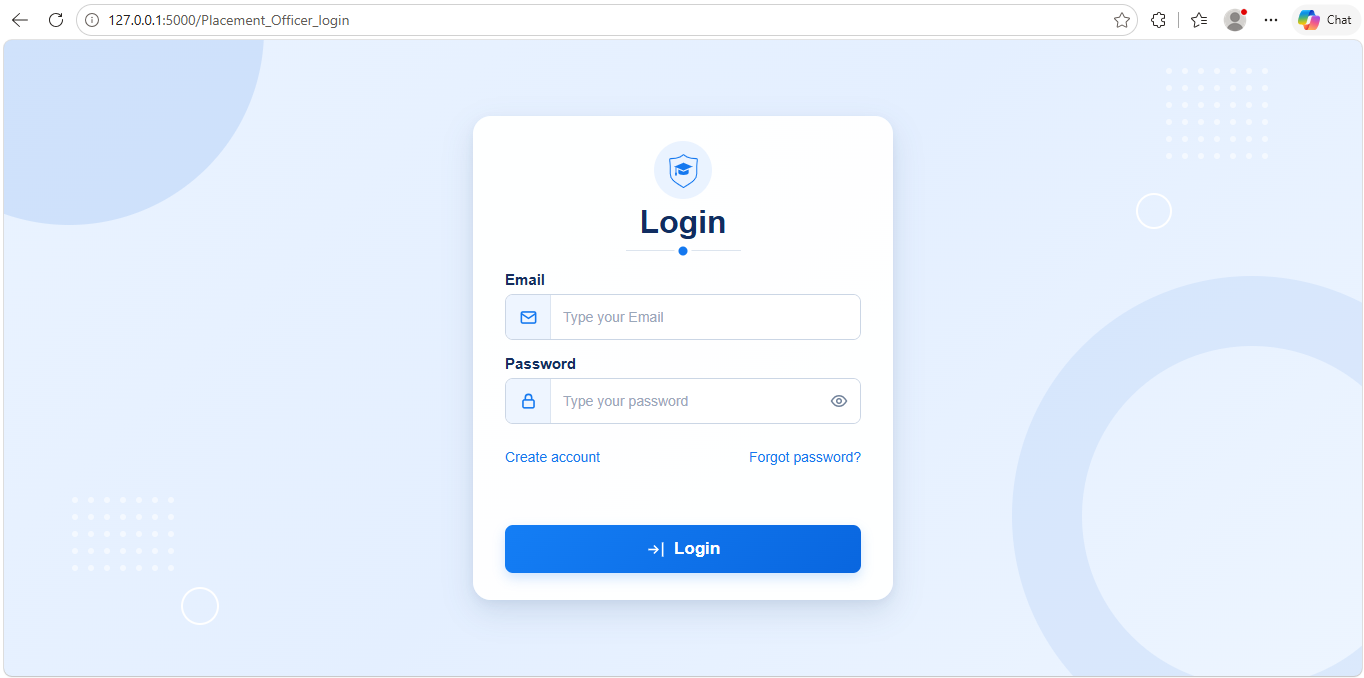 127.0.0.1:5000/Placement_Officer_login
Chat
Login
Email
Type your Email
Password
Type your password
Create account
Forgot password?
Login